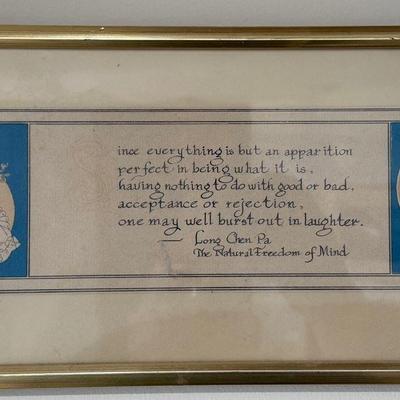 ince everything is but an apparition
perfect in being what it is,
having nothing to do with good or bad,
acceptance or rejection,
one may well burst out in laughter.
— Long Chen Pa
The Natural Freedom of Mind